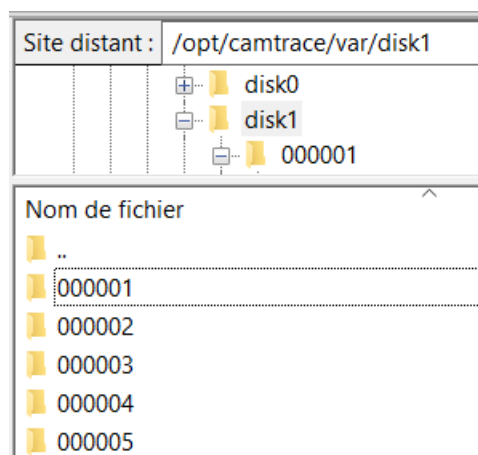 Site distant : /opt/camtrace/var/disk1
disk0
disk1
000001
Nom de fichier
..
000001
000002
000003
000004
000005